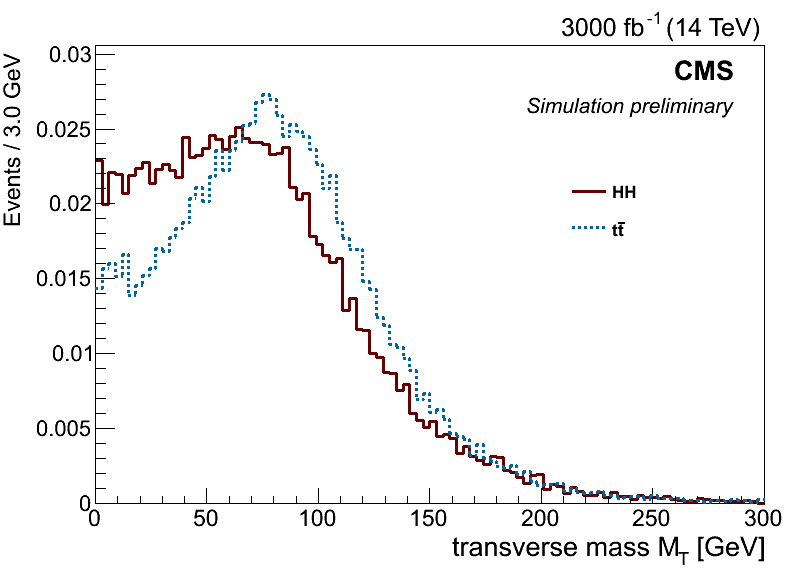 3000 fb⁻¹ (14 TeV)
CMS
Simulation preliminary
HH
tt̄
Events / 3.0 GeV
0.03
0.025
0.02
0.015
0.01
0.005
0
0 50 100 150 200 250 300
transverse mass M_T [GeV]